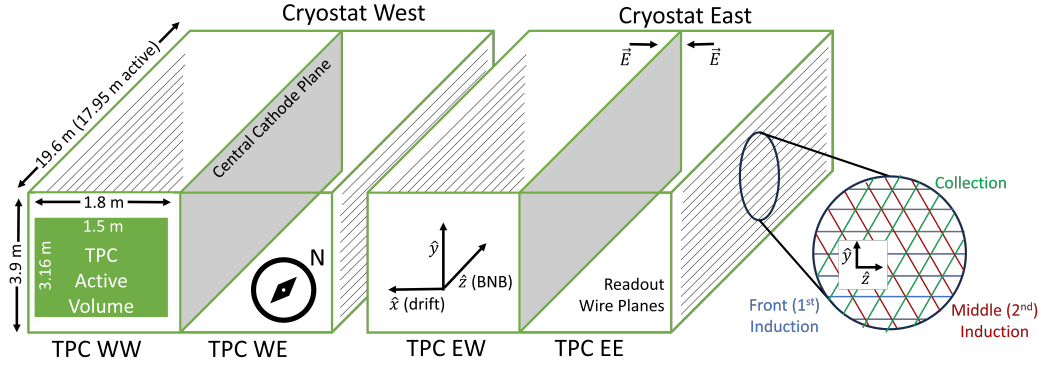 Cryostat West
Cryostat East
19.6 m (17.95 m active)
Central Cathode Plane
$\vec{E}$
$\vec{E}$
1.8 m
1.5 m
3.9 m
3.16 m
TPC
Active
Volume
N
ŷ
ẑ (BNB)
x̂ (drift)
Readout
Wire Planes
Collection
ŷ
ẑ
Front (1st)
Induction
Middle (2nd)
Induction
TPC WW
TPC WE
TPC EW
TPC EE